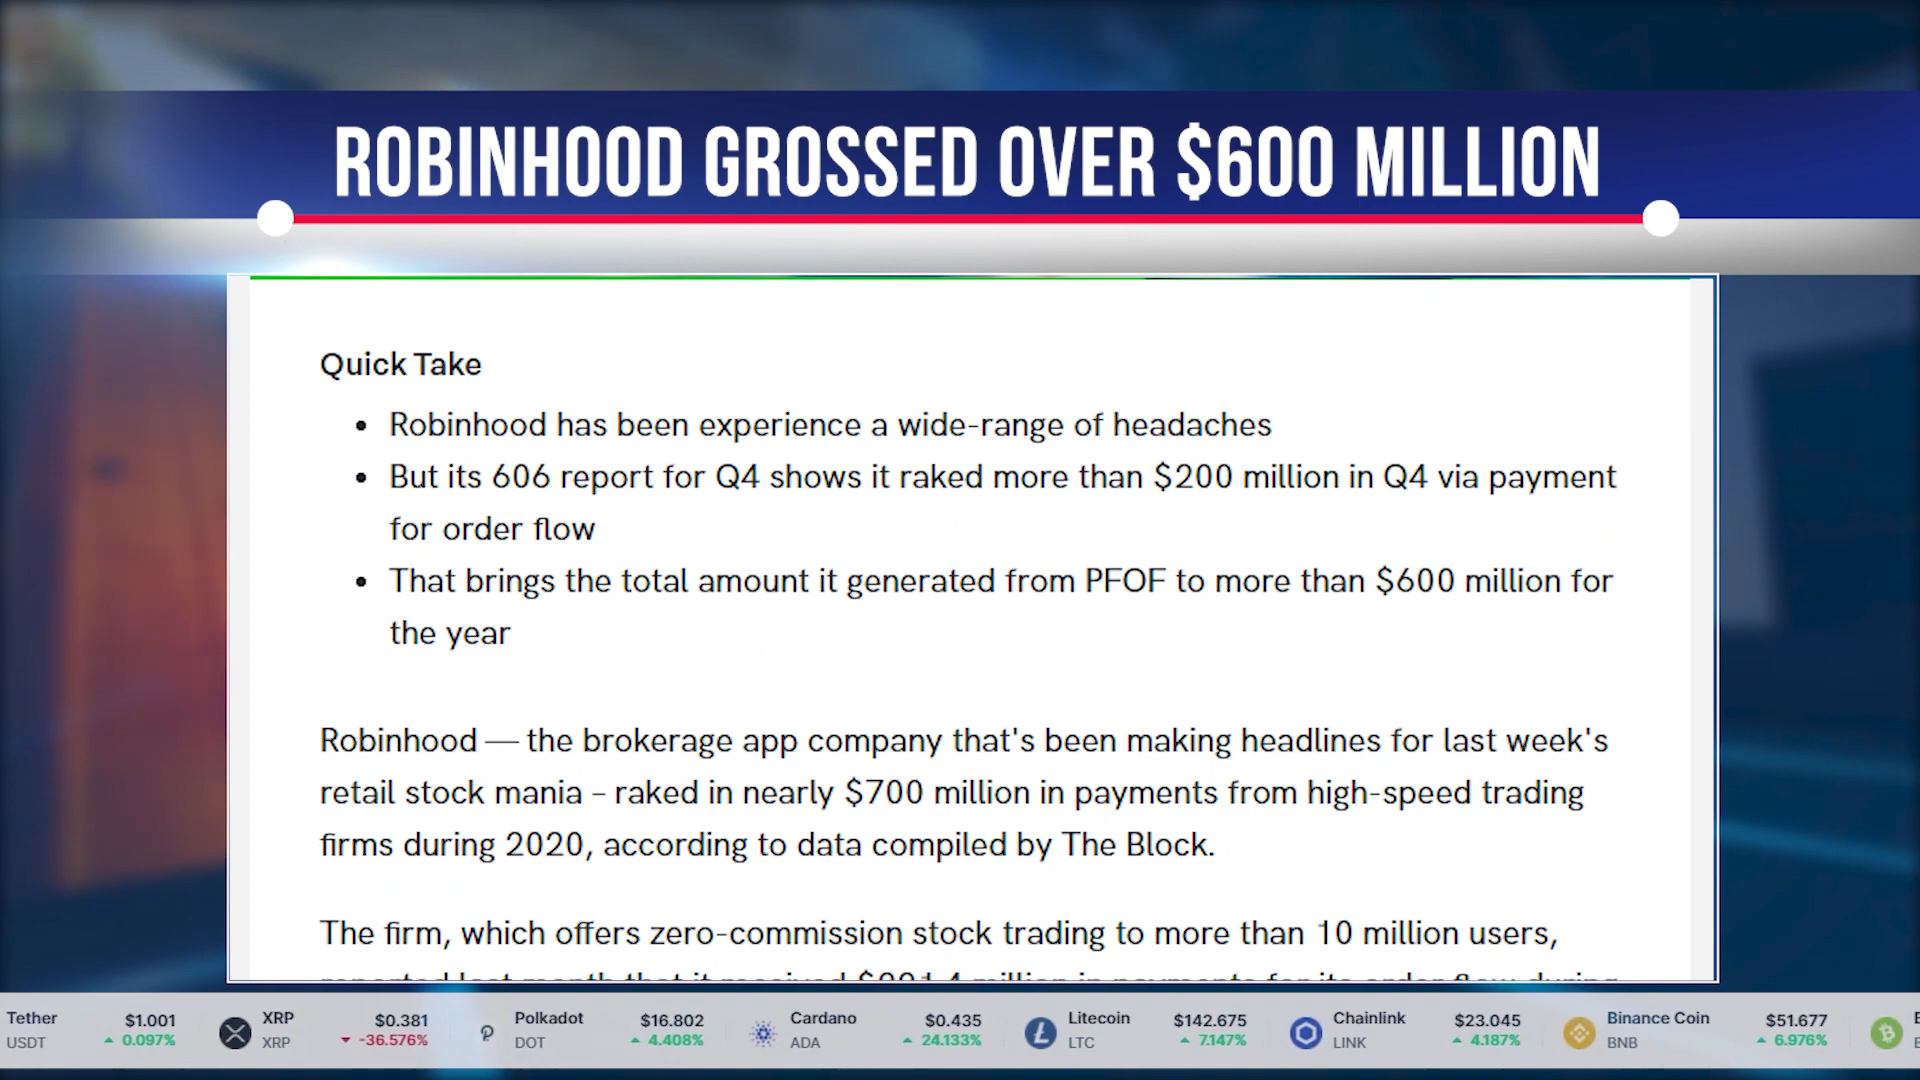 ROBINHOOD GROSSED OVER $600 MILLION
Quick Take
• Robinhood has been experience a wide-range of headaches
• But its 606 report for Q4 shows it raked more than $200 million in Q4 via payment
for order flow
• That brings the total amount it generated from PFOF to more than $600 million for
the year
Robinhood — the brokerage app company that's been making headlines for last week's
retail stock mania – raked in nearly $700 million in payments from high-speed trading
firms during 2020, according to data compiled by The Block.
The firm, which offers zero-commission stock trading to more than 10 million users,
Tether $1.001 XRP $0.381 Polkadot $16.802 Cardano $0.435 Litecoin $142.675 Chainlink $23.045 Binance Coin $51.677
USDT 0.097% XRP -36.576% DOT 4.408% ADA 24.133% LTC 7.147% LINK 4.187% BNB 6.976%